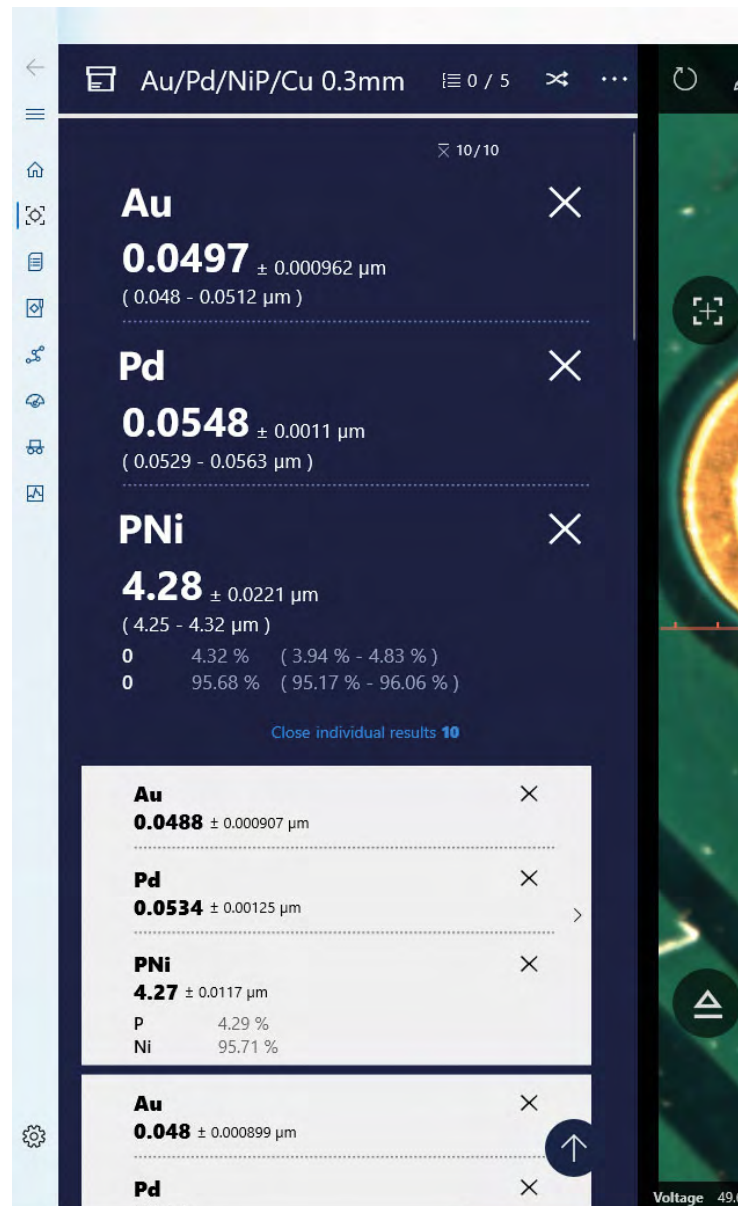 Au/Pd/NiP/Cu 0.3mm 0 / 5 ...
x̅ 10/10
Au
0.0497 ± 0.000962 µm
( 0.048 - 0.0512 µm )
Pd
0.0548 ± 0.0011 µm
( 0.0529 - 0.0563 µm )
PNi
4.28 ± 0.0221 µm
( 4.25 - 4.32 µm )
0 4.32 % ( 3.94 % - 4.83 % )
0 95.68 % ( 95.17 % - 96.06 % )
Close individual results 10
Au
0.0488 ± 0.000907 µm
Pd
0.0534 ± 0.00125 µm
PNi
4.27 ± 0.0117 µm
P 4.29 %
Ni 95.71 %
Au
0.048 ± 0.000899 µm
Pd
Voltage 49.